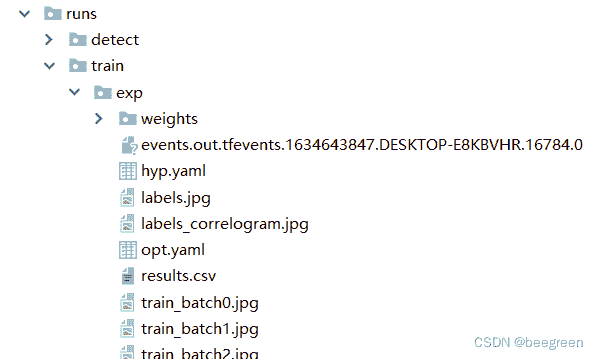 runs
detect
train
exp
weights
events.out.tfevents.1634643847.DESKTOP-E8KBVHR.16784.0
hyp.yaml
labels.jpg
labels_correlogram.jpg
opt.yaml
results.csv
train_batch0.jpg
train_batch1.jpg
train_batch2.jpg
CSDN @beegreen